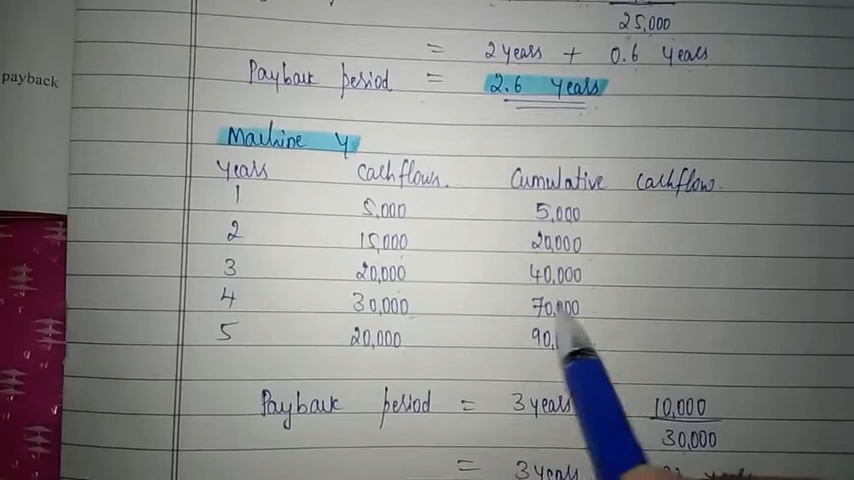 25,000
payback
= 2 years + 0.6 years
Payback period = 2.6 years
Machine Y
Years Cashflows. Cumulative Cashflow.
1 5,000 5,000
2 15,000 20,000
3 20,000 40,000
4 30,000 70,000
5 20,000
Payback period = 3 years 10,000
30,000
= 3 years